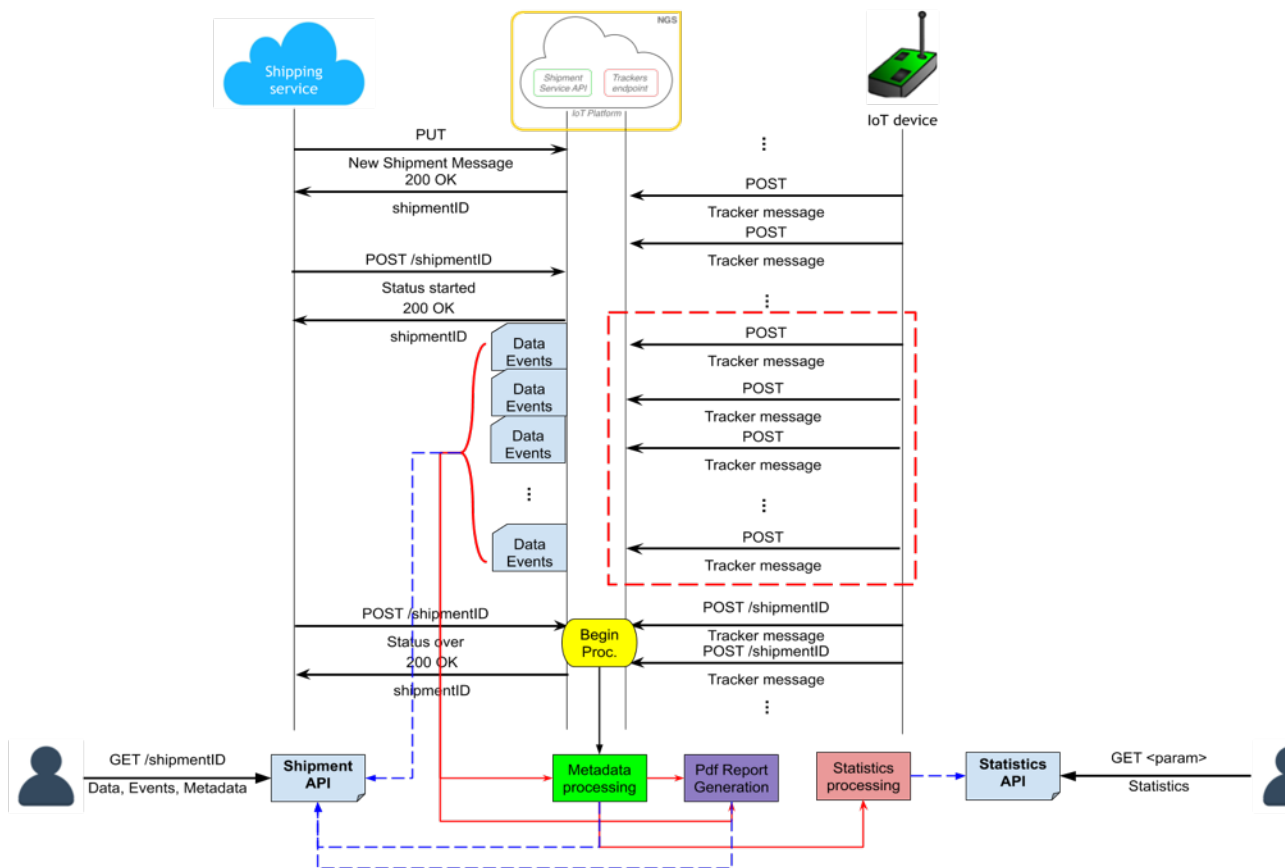 NGS
Shipping
service
Shipment
Service API
Trackers
endpoint
IoT Platform
IoT device
PUT
New Shipment Message
200 OK
shipmentID
...
POST
Tracker message
POST
Tracker message
POST /shipmentID
Status started
200 OK
shipmentID
...
Data
Events
Data
Events
Data
Events
...
Data
Events
POST
Tracker message
POST
Tracker message
POST
Tracker message
...
POST
Tracker message
POST /shipmentID
Status over
200 OK
shipmentID
Begin
Proc.
POST /shipmentID
Tracker message
POST /shipmentID
Tracker message
...
GET /shipmentID
Data, Events, Metadata
Shipment
API
Metadada
processing
Pdf Report
Generation
Statistics
processing
Statistics
API
GET <param>
Statistics